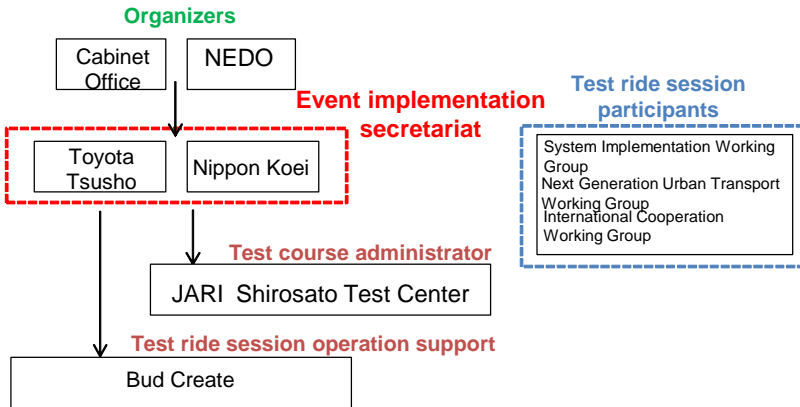 Organizers
Cabinet
Office
NEDO
Event implementation
secretariat
Toyota
Tsusho
Nippon Koei
Test course administrator
JARI Shirosato Test Center
Test ride session operation support
Bud Create
Test ride session
participants
System Implementation Working
Group
Next Generation Urban Transport
Working Group
International Cooperation
Working Group